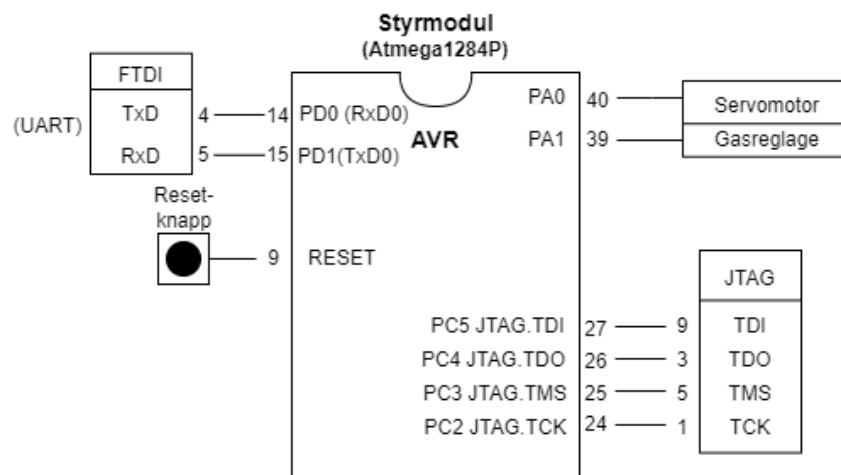 Styrmodul
(Atmega1284P)
FTDI
(UART)
TxD 4 14 PD0 (RxD0)
RxD 5 15 PD1(TxD0)
AVR
PA0 40 Servomotor
PA1 39 Gasreglage
Reset-
knapp
9 RESET
JTAG
PC5 JTAG.TDI 27 9 TDI
PC4 JTAG.TDO 26 3 TDO
PC3 JTAG.TMS 25 5 TMS
PC2 JTAG.TCK 24 1 TCK